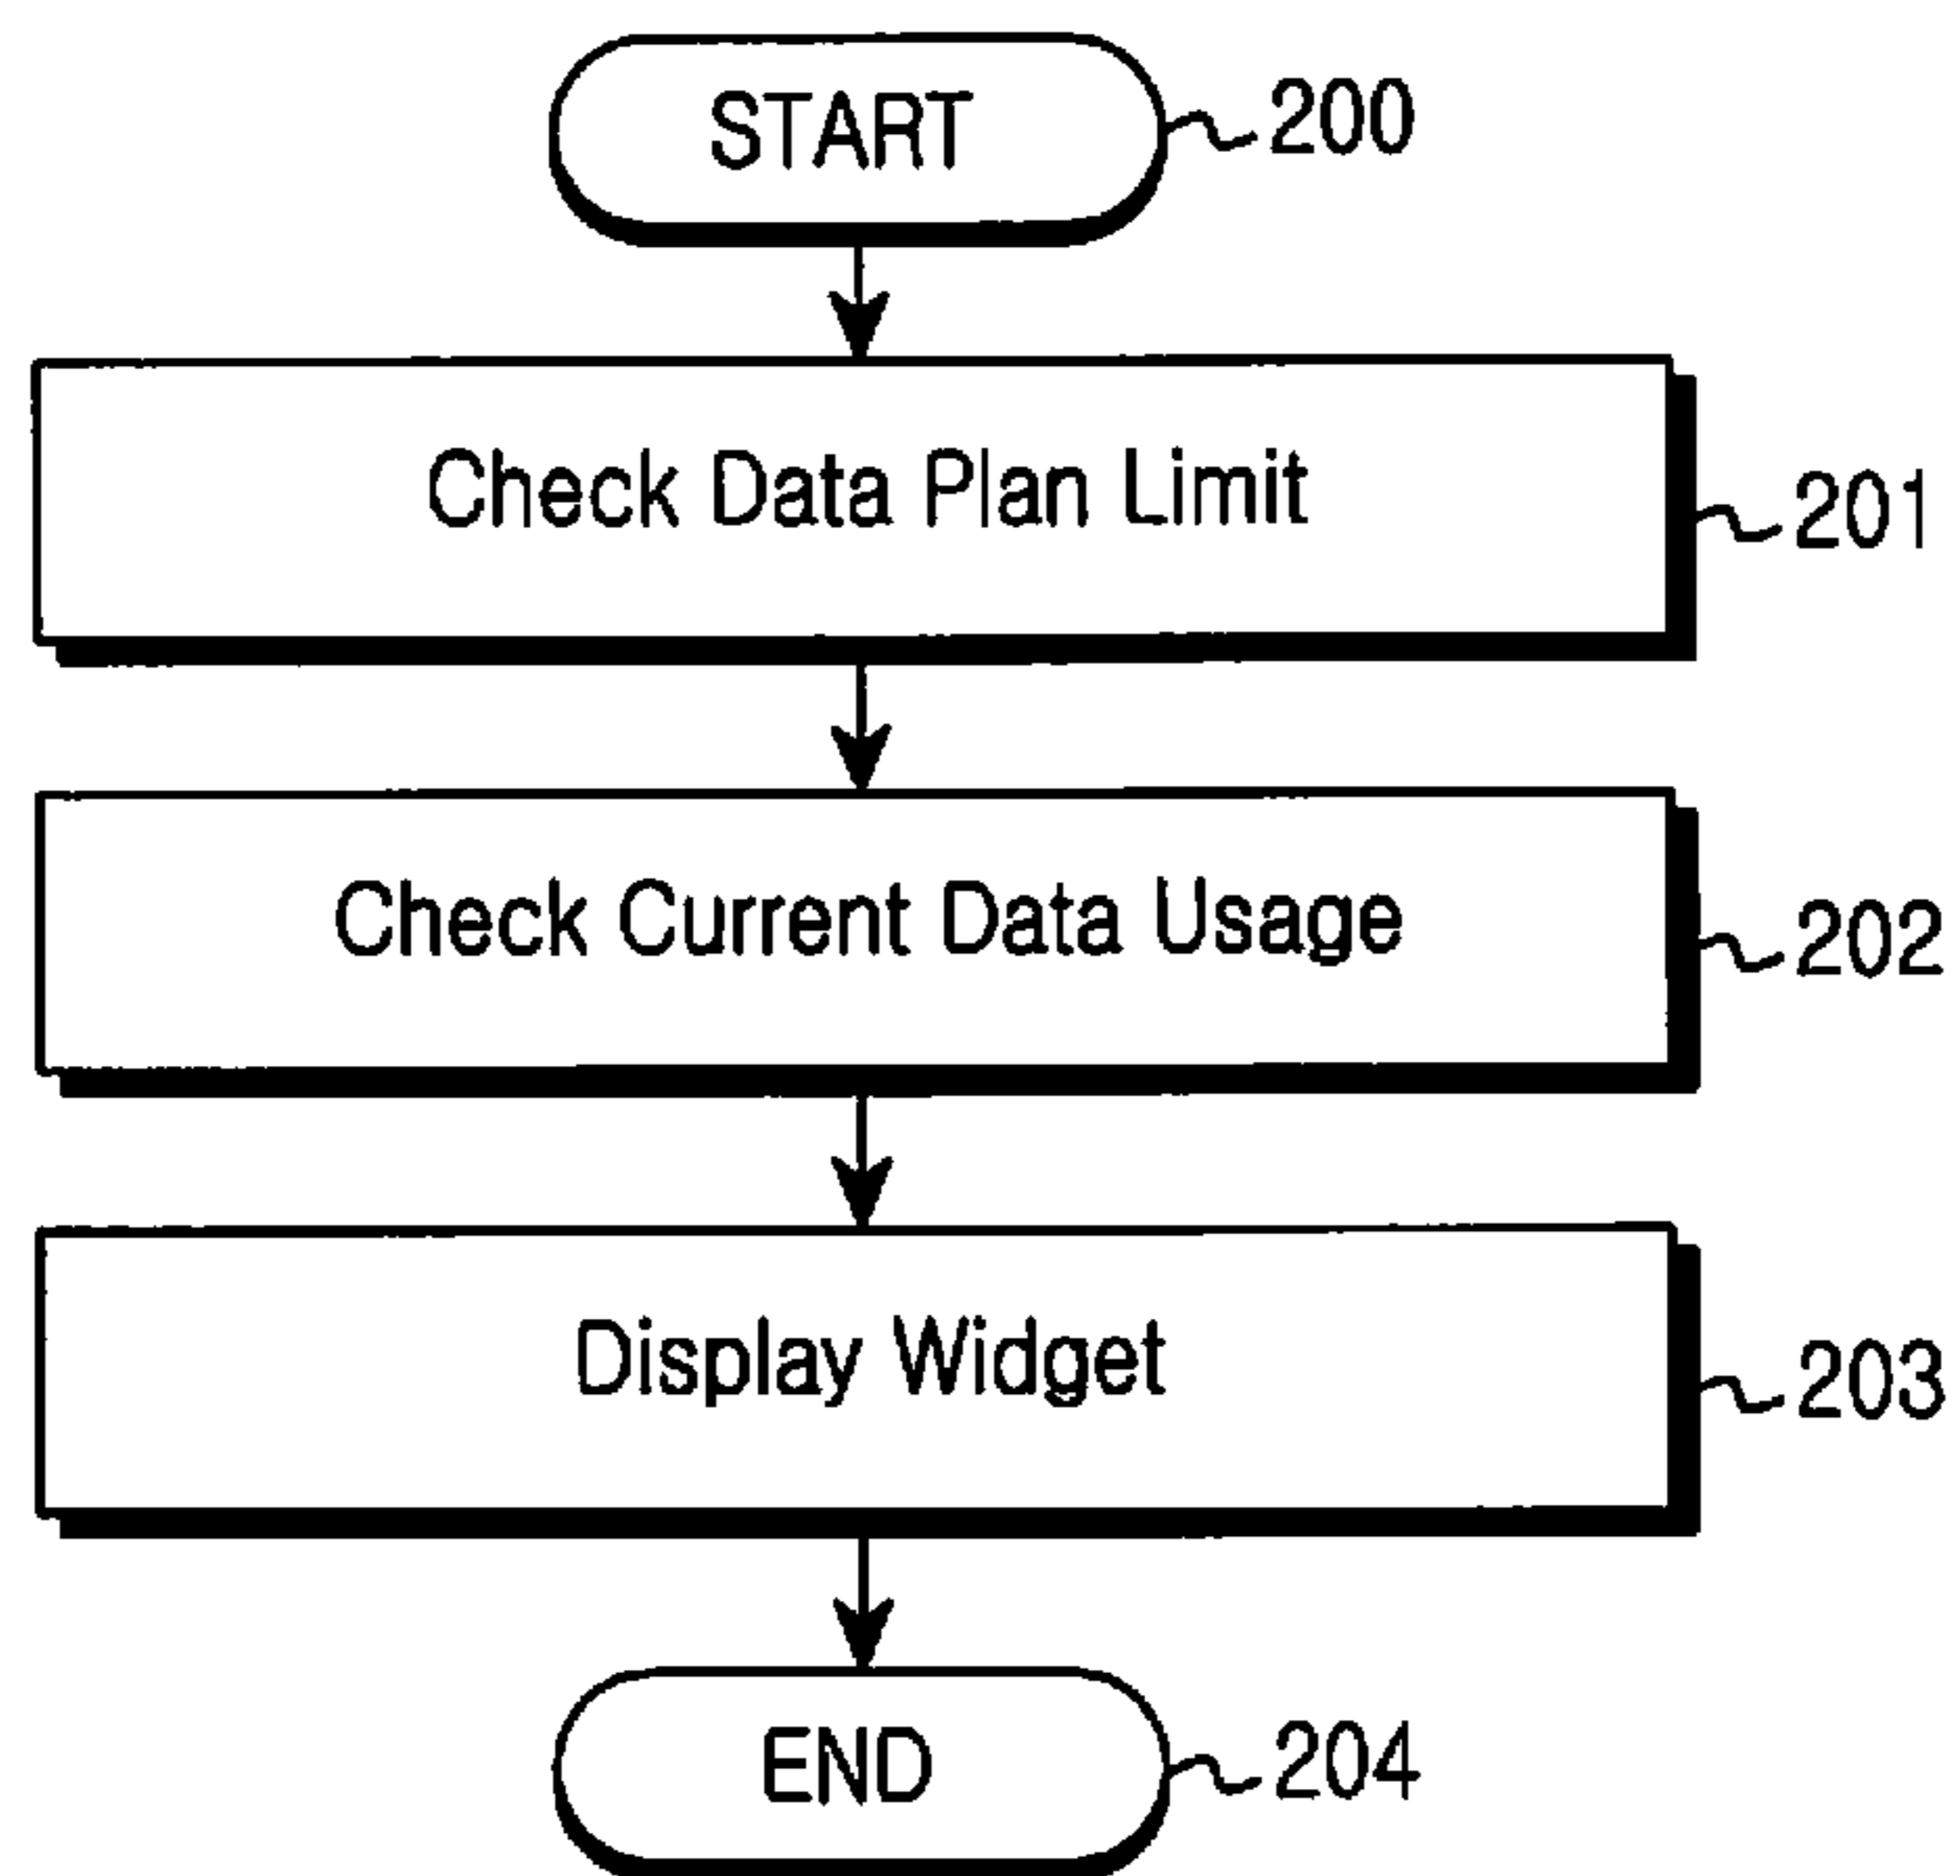 START
200
Check Data Plan Limit
201
Check Current Data Usage
202
Display Widget
203
END
204